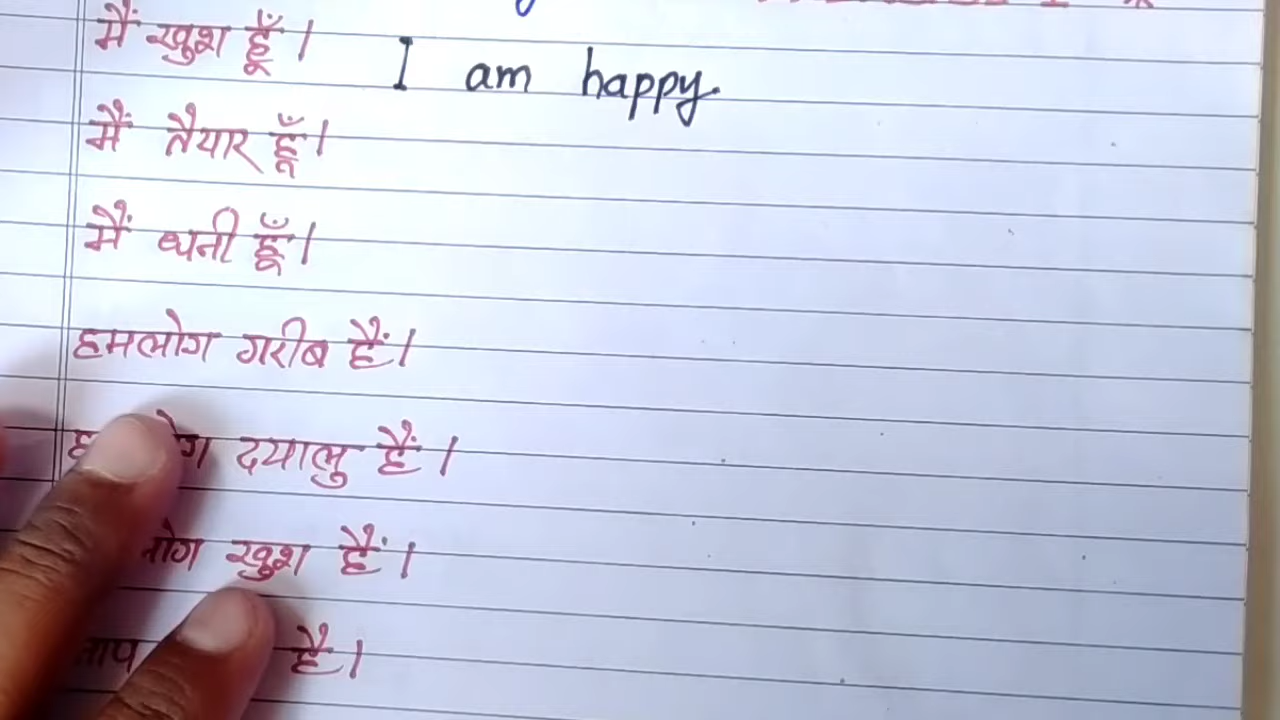 मैं खुश हूँ। I am happy.
मैं तैयार हूँ।
मैं धनी हूँ।
हमलोग गरीब हैं।
दयालु हैं।
खुश हैं।
है।